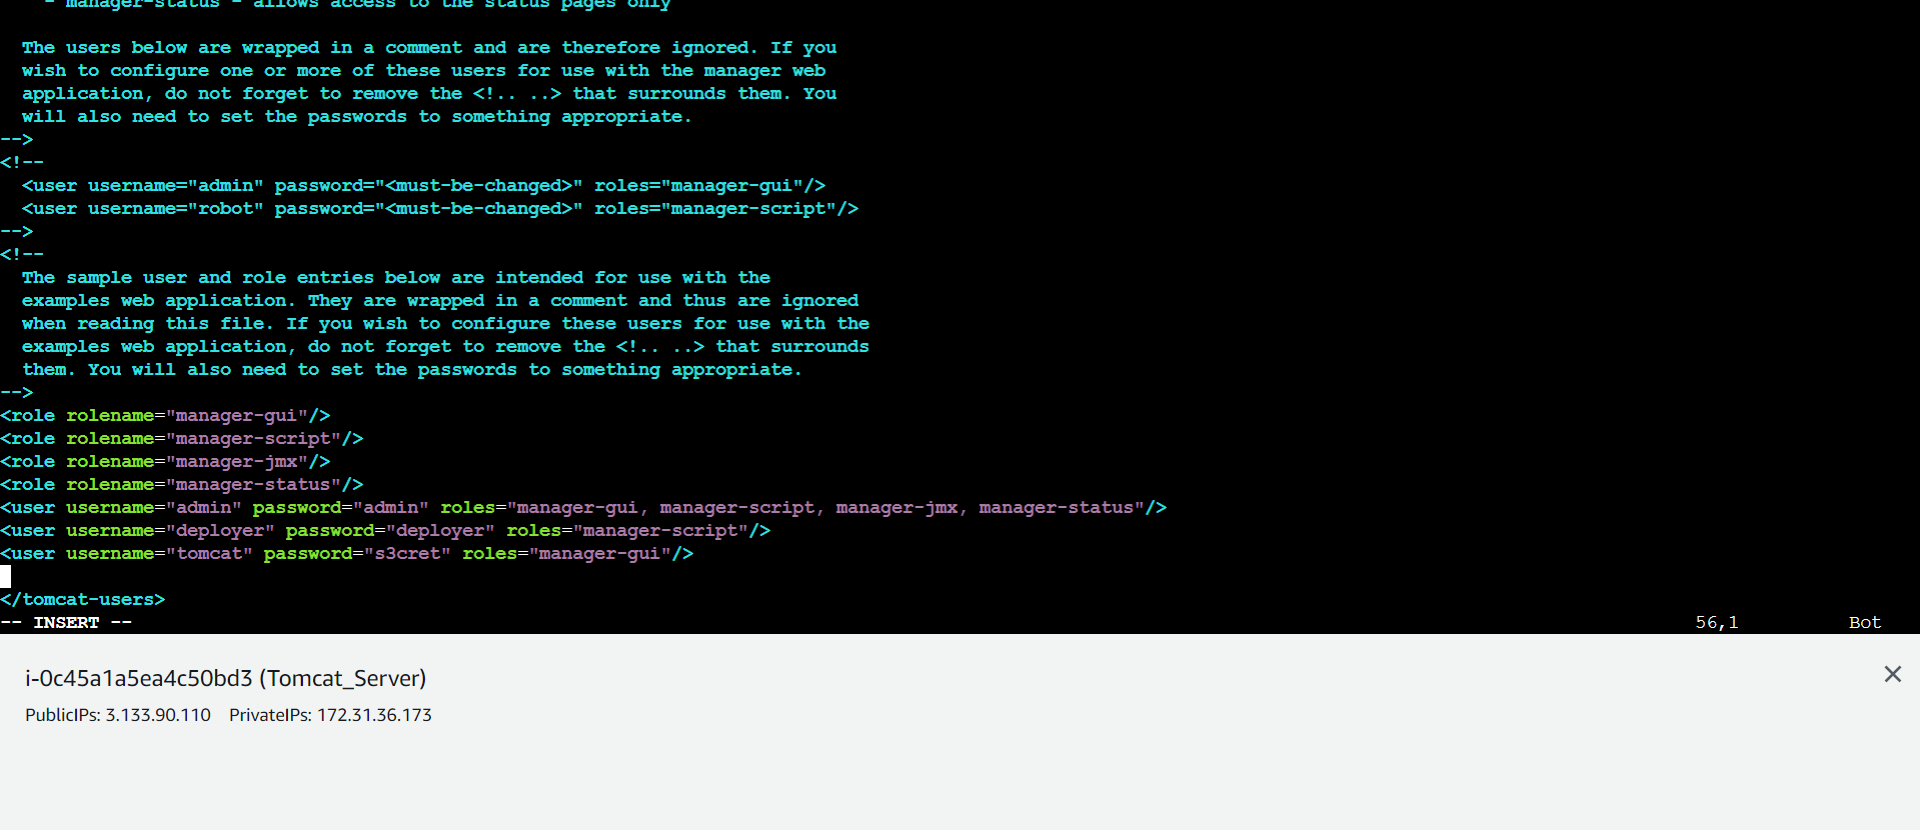 - manager-status - allows access to the status pages only
The users below are wrapped in a comment and are therefore ignored. If you
wish to configure one or more of these users for use with the manager web
application, do not forget to remove the <!.. ..> that surrounds them. You
will also need to set the passwords to something appropriate.
-->
<!--
<user username="admin" password="<must-be-changed>" roles="manager-gui"/>
<user username="robot" password="<must-be-changed>" roles="manager-script"/>
-->
<!--
The sample user and role entries below are intended for use with the
examples web application. They are wrapped in a comment and thus are ignored
when reading this file. If you wish to configure these users for use with the
examples web application, do not forget to remove the <!.. ..> that surrounds
them. You will also need to set the passwords to something appropriate.
-->
<role rolename="manager-gui"/>
<role rolename="manager-script"/>
<role rolename="manager-jmx"/>
<role rolename="manager-status"/>
<user username="admin" password="admin" roles="manager-gui, manager-script, manager-jmx, manager-status"/>
<user username="deployer" password="deployer" roles="manager-script"/>
<user username="tomcat" password="s3cret" roles="manager-gui"/>
</tomcat-users>
-- INSERT -- 56,1 Bot
i-0c45a1a5ea4c50bd3 (Tomcat_Server)
PublicIPs: 3.133.90.110 PrivateIPs: 172.31.36.173